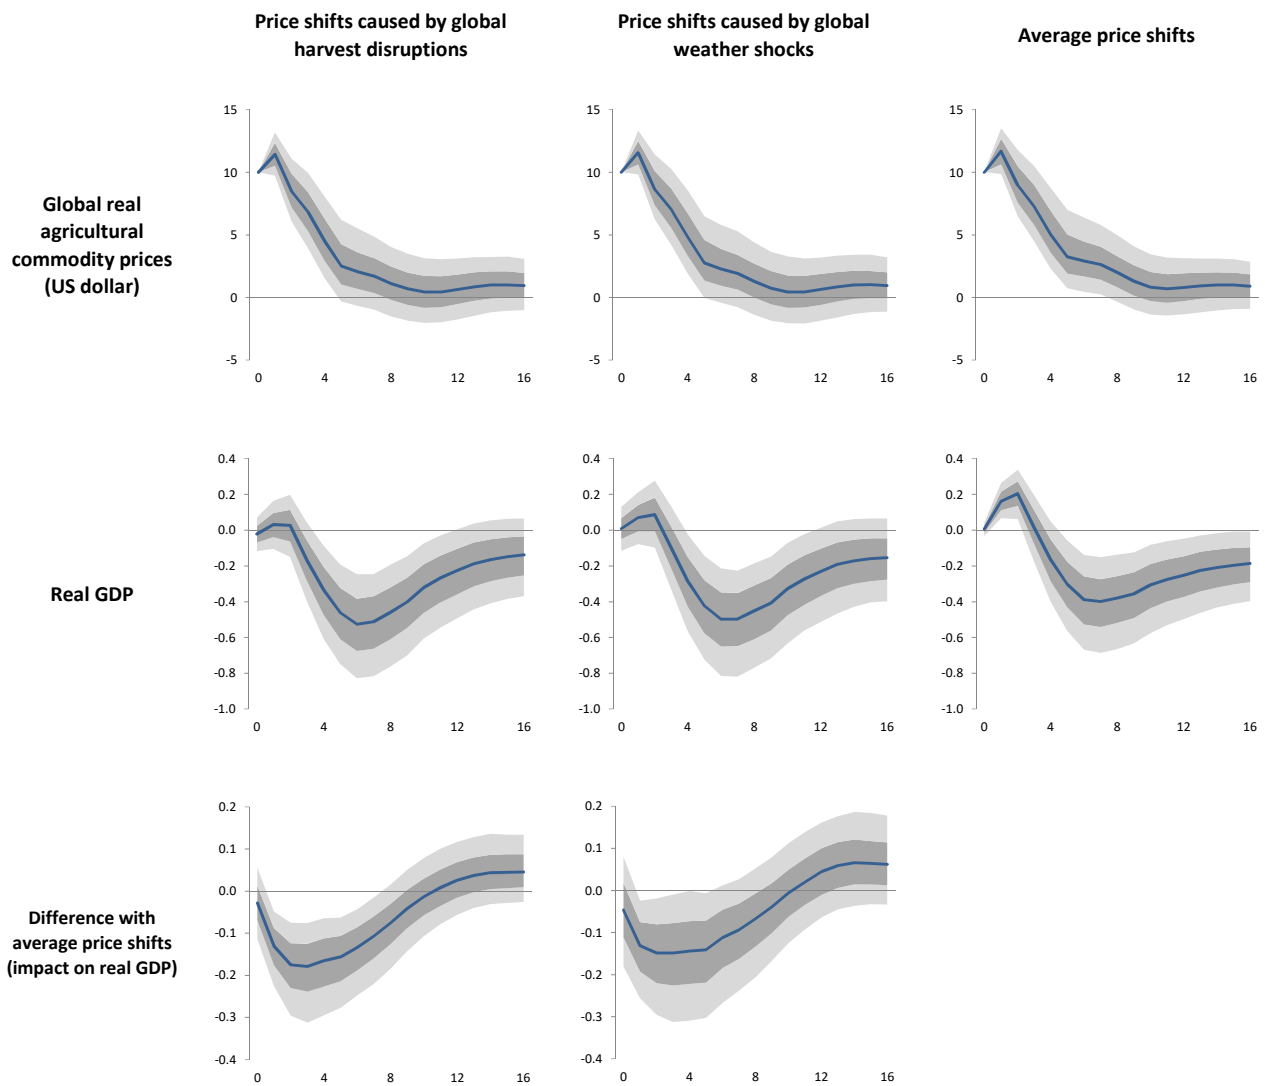 Price shifts caused by global
harvest disruptions
Price shifts caused by global
weather shocks
Average price shifts
Global real
agricultural
commodity prices
(US dollar)
15
10
5
0
-5
0 4 8 12 16
15
10
5
0
-5
0 4 8 12 16
15
10
5
0
-5
0 4 8 12 16
Real GDP
0.4
0.2
0.0
-0.2
-0.4
-0.6
-0.8
-1.0
0 4 8 12 16
0.4
0.2
0.0
-0.2
-0.4
-0.6
-0.8
-1.0
0 4 8 12 16
0.4
0.2
0.0
-0.2
-0.4
-0.6
-0.8
-1.0
0 4 8 12 16
Difference with
average price shifts
(impact on real GDP)
0.2
0.1
0.0
-0.1
-0.2
-0.3
-0.4
0 4 8 12 16
0.2
0.1
0.0
-0.1
-0.2
-0.3
-0.4
0 4 8 12 16